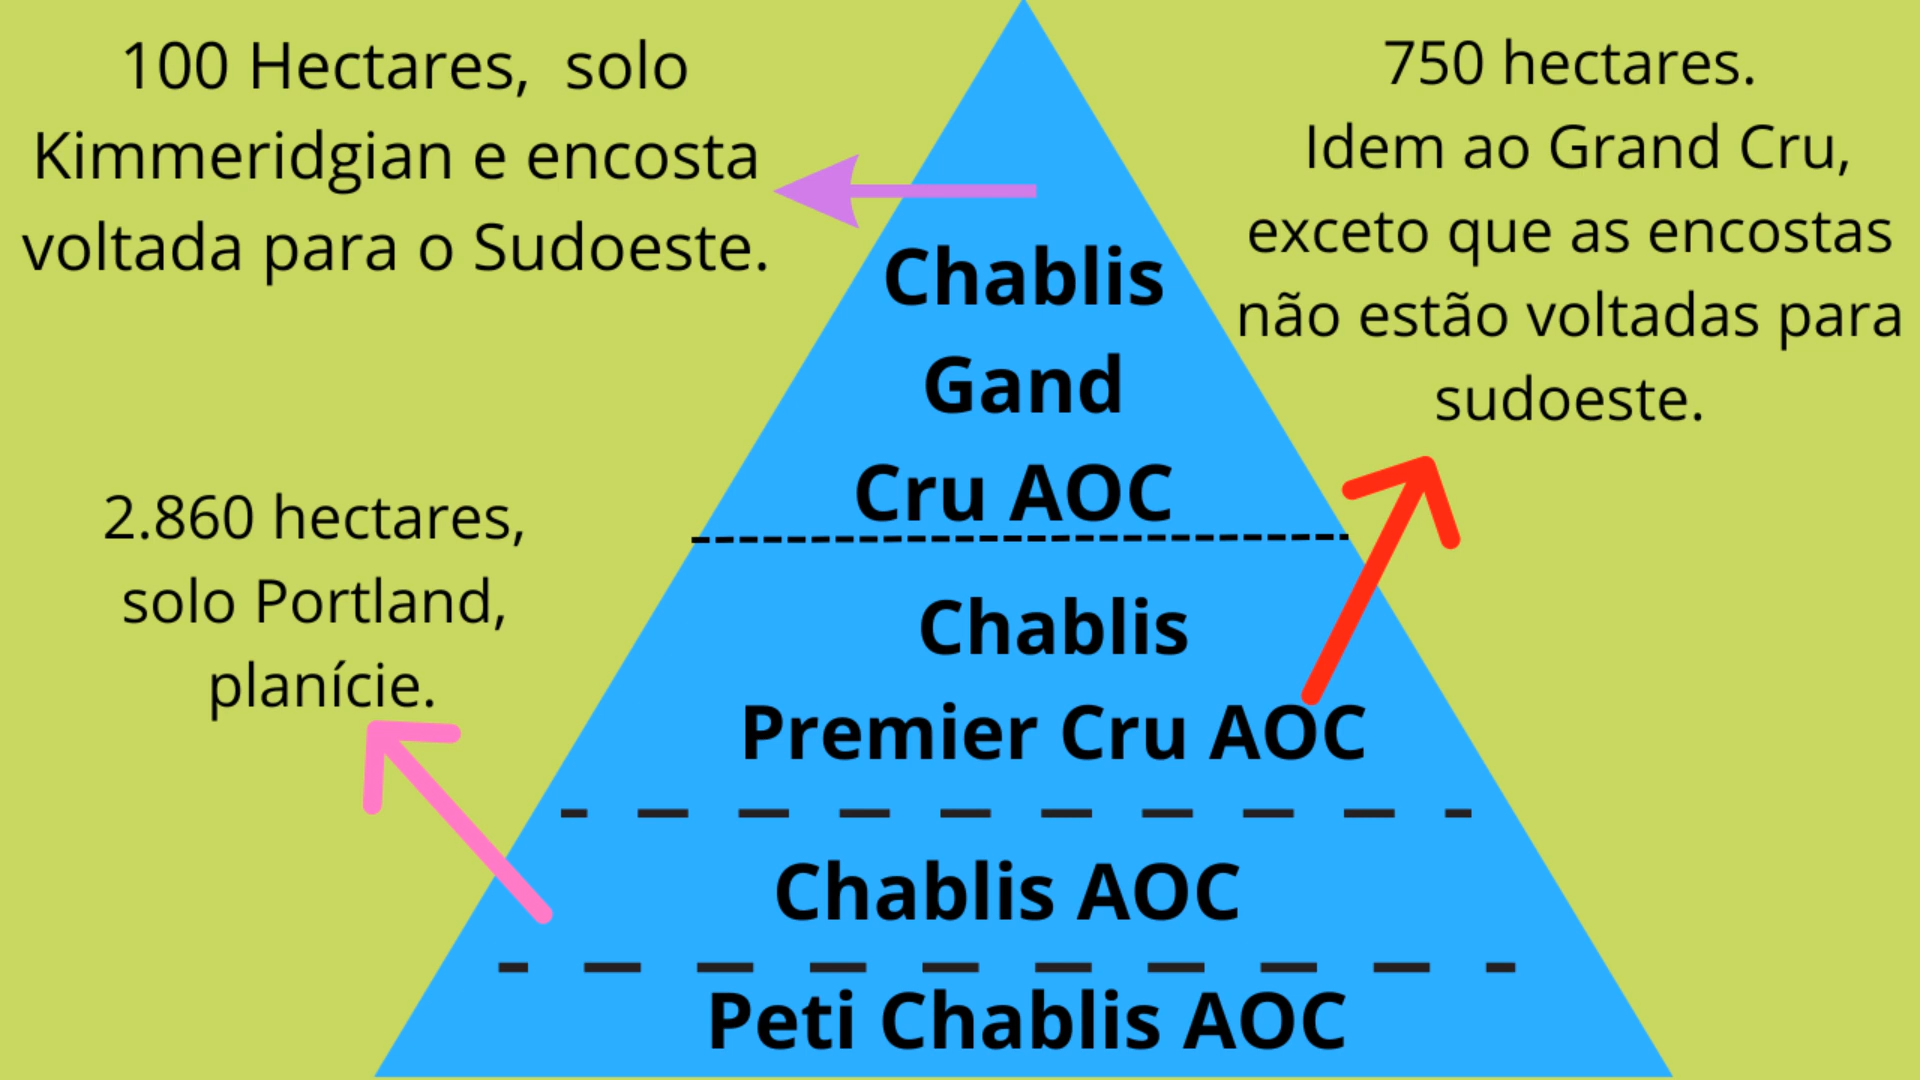 100 Hectares,  solo
Kimmeridgian e encosta
voltada para o Sudoeste.
750 hectares.
Idem ao Grand Cru,
exceto que as encostas
não estão voltadas para
sudoeste.
Chablis
Gand
Cru AOC
2.860 hectares,
solo Portland,
planície.
Chablis
Premier Cru AOC
Chablis AOC
Peti Chablis AOC